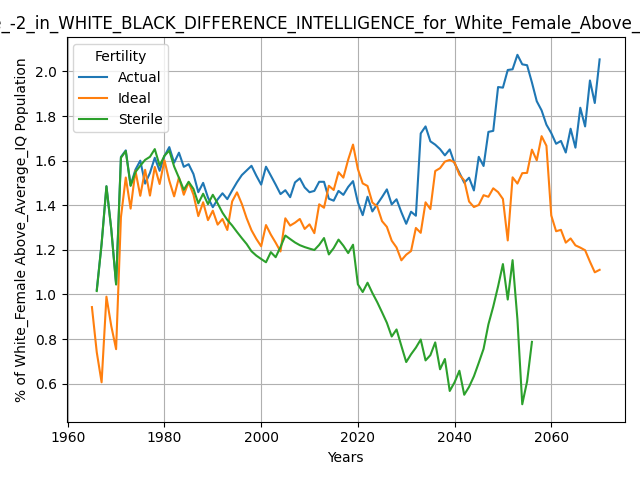 _-2_in_WHITE_BLACK_DIFFERENCE_INTELLIGENCE_for_White_Female_Above_
% of White_Female Above_Average_IQ Population
2.0
1.8
1.6
1.4
1.2
1.0
0.8
0.6
Fertility
Actual
Ideal
Sterile
1960 1980 2000 2020 2040 2060
Years